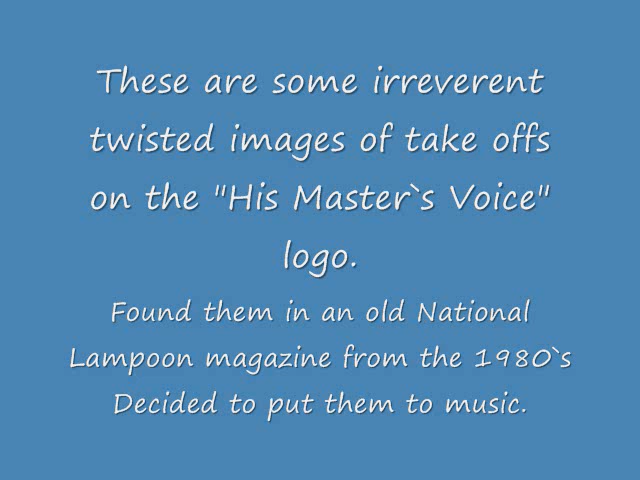 These are some irreverent
twisted images of take offs
on the "His Master`s Voice"
logo.
Found them in an old National
Lampoon magazine from the 1980`s
Decided to put them to music.